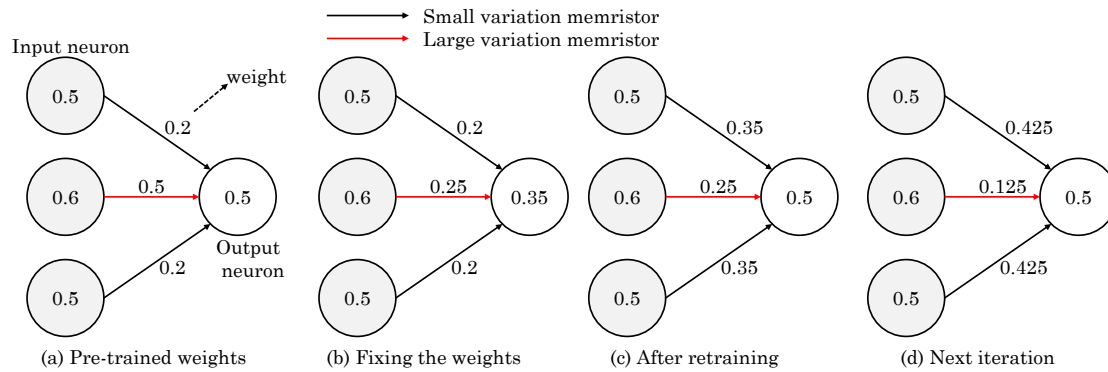 Small variation memristor
Large variation memristor
Input neuron
weight
0.5
0.2
0.6
0.5
0.5
0.5
0.2
Output
neuron
(a) Pre-trained weights
0.5
0.2
0.6
0.25
0.35
0.5
0.2
(b) Fixing the weights
0.5
0.35
0.6
0.25
0.5
0.5
0.35
(c) After retraining
0.5
0.425
0.6
0.125
0.5
0.5
0.425
(d) Next iteration